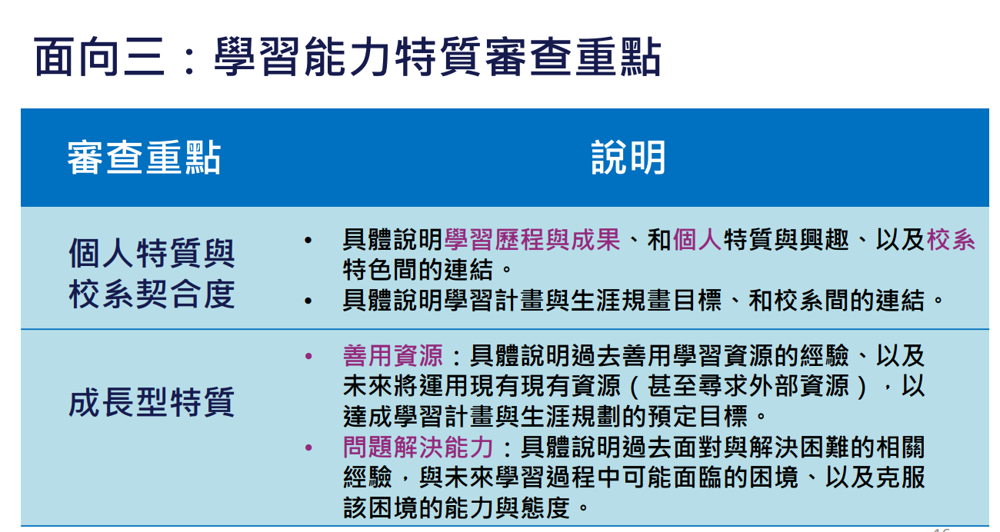 面向三：學習能力特質審查重點
審查重點
說明
個人特質與
校系契合度
• 具體說明學習歷程與成果、和個人特質與興趣、以及校系
特色間的連結。
• 具體說明學習計畫與生涯規畫目標、和校系間的連結。
成長型特質
• 善用資源：具體說明過去善用學習資源的經驗、以及
未來將運用現有現有資源（甚至尋求外部資源），以
達成學習計畫與生涯規劃的預定目標。
• 問題解決能力：具體說明過去面對與解決困難的相關
經驗，與未來學習過程中可能面臨的困境、以及克服
該困境的能力與態度。